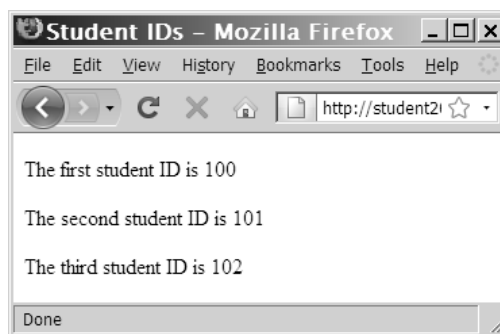 Student IDs – Mozilla Firefox
File Edit View History Bookmarks Tools Help
http://student2
The first student ID is 100
The second student ID is 101
The third student ID is 102
Done